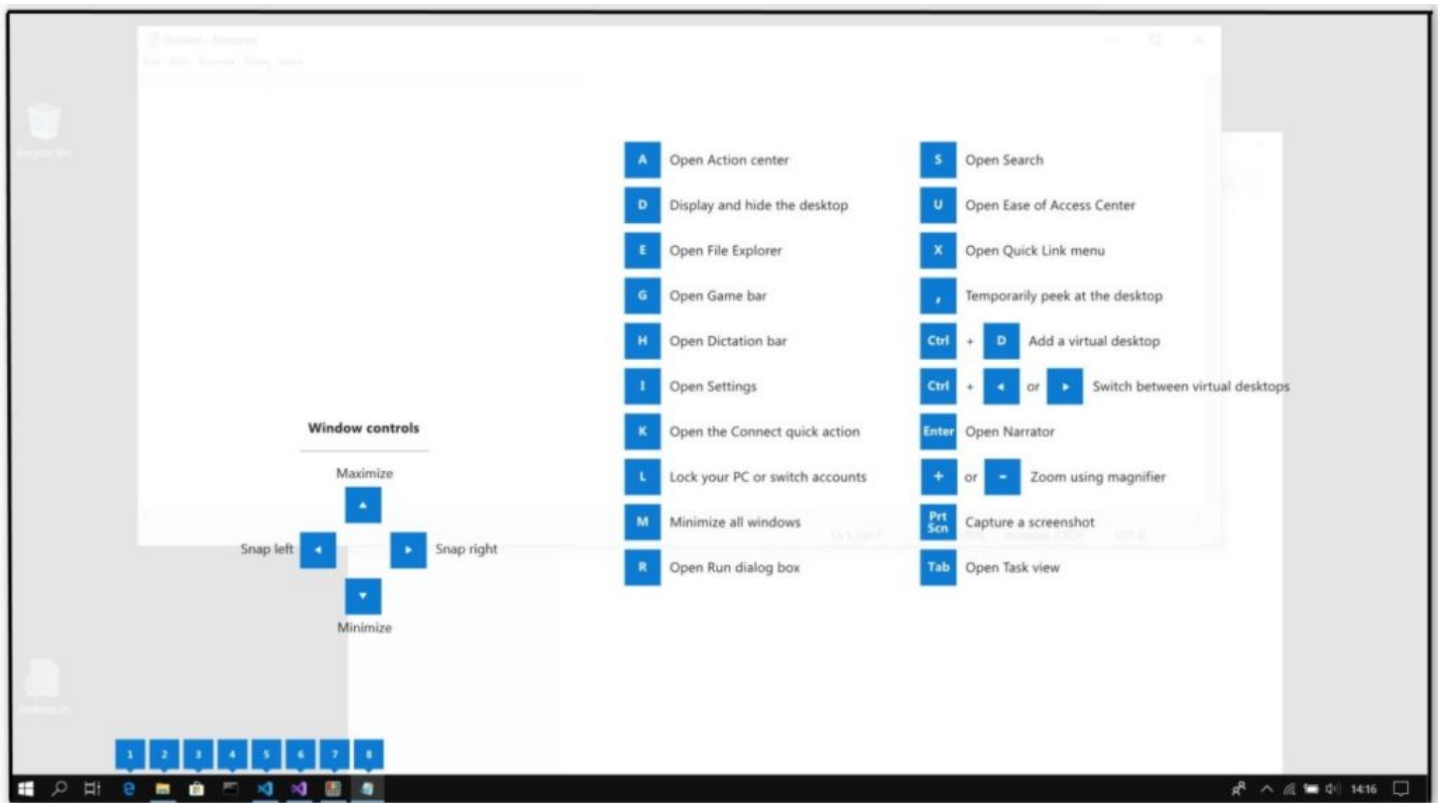 Untitled - Notepad
Recycle Bin
A Open Action center
D Display and hide the desktop
E Open File Explorer
G Open Game bar
H Open Dictation bar
I Open Settings
K Open the Connect quick action
L Lock your PC or switch accounts
M Minimize all windows
R Open Run dialog box
S Open Search
U Open Ease of Access Center
X Open Quick Link menu
, Temporarily peek at the desktop
Ctrl + D Add a virtual desktop
Ctrl + ◄ or ► Switch between virtual desktops
Enter Open Narrator
+ or - Zoom using magnifier
Prt Scn Capture a screenshot
Tab Open Task view
Window controls
Maximize
Snap left
Snap right
Minimize
1 2 3 4 5 6 7 8
14:16